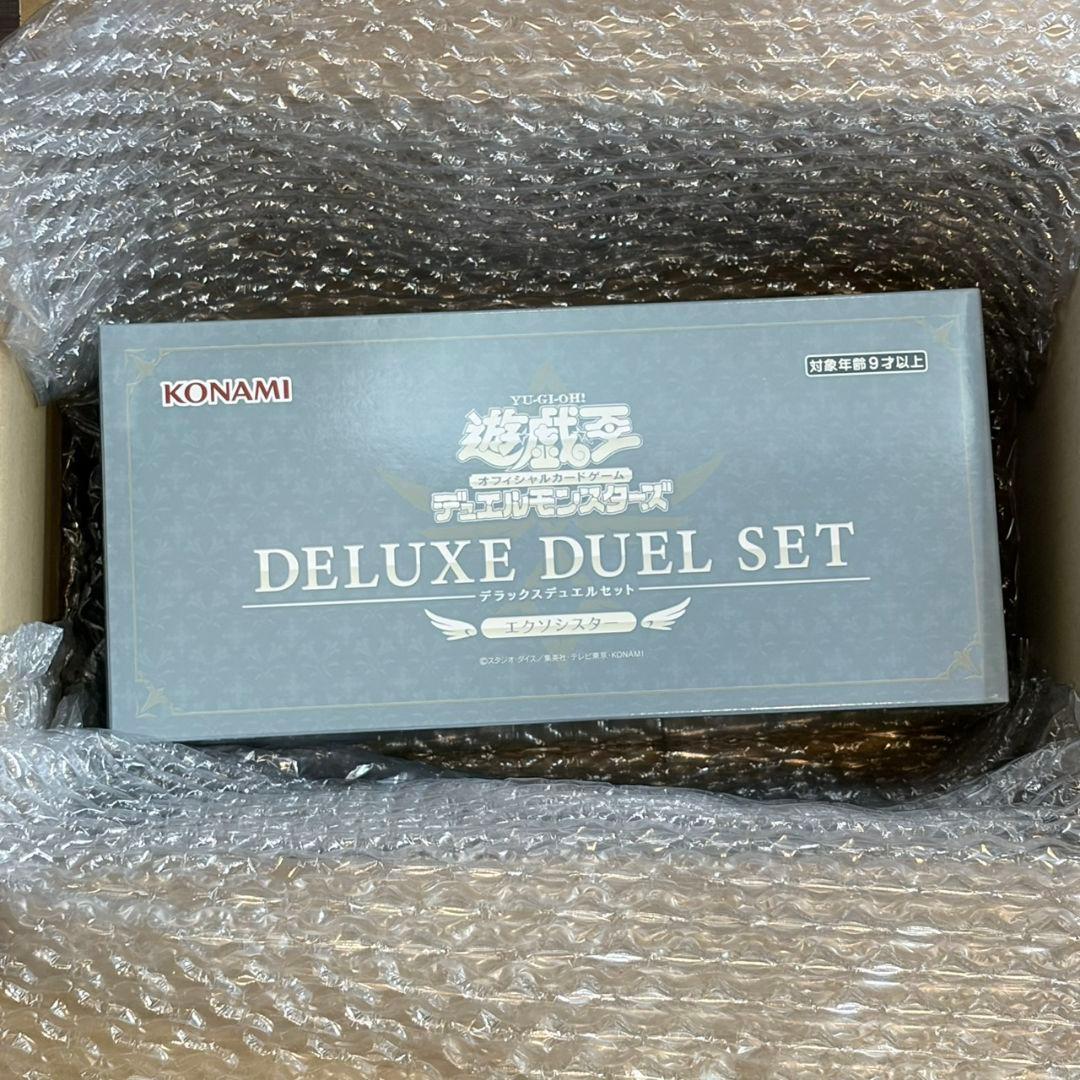 KONAMI
対象年齢9才以上
YU-GI-OH!
遊戯王
オフィシャルカードゲーム
デュエルモンスターズ
DELUXE DUEL SET
デラックスデュエルセット
エクソシスター
©スタジオ・ダイス／集英社・テレビ東京・KONAMI